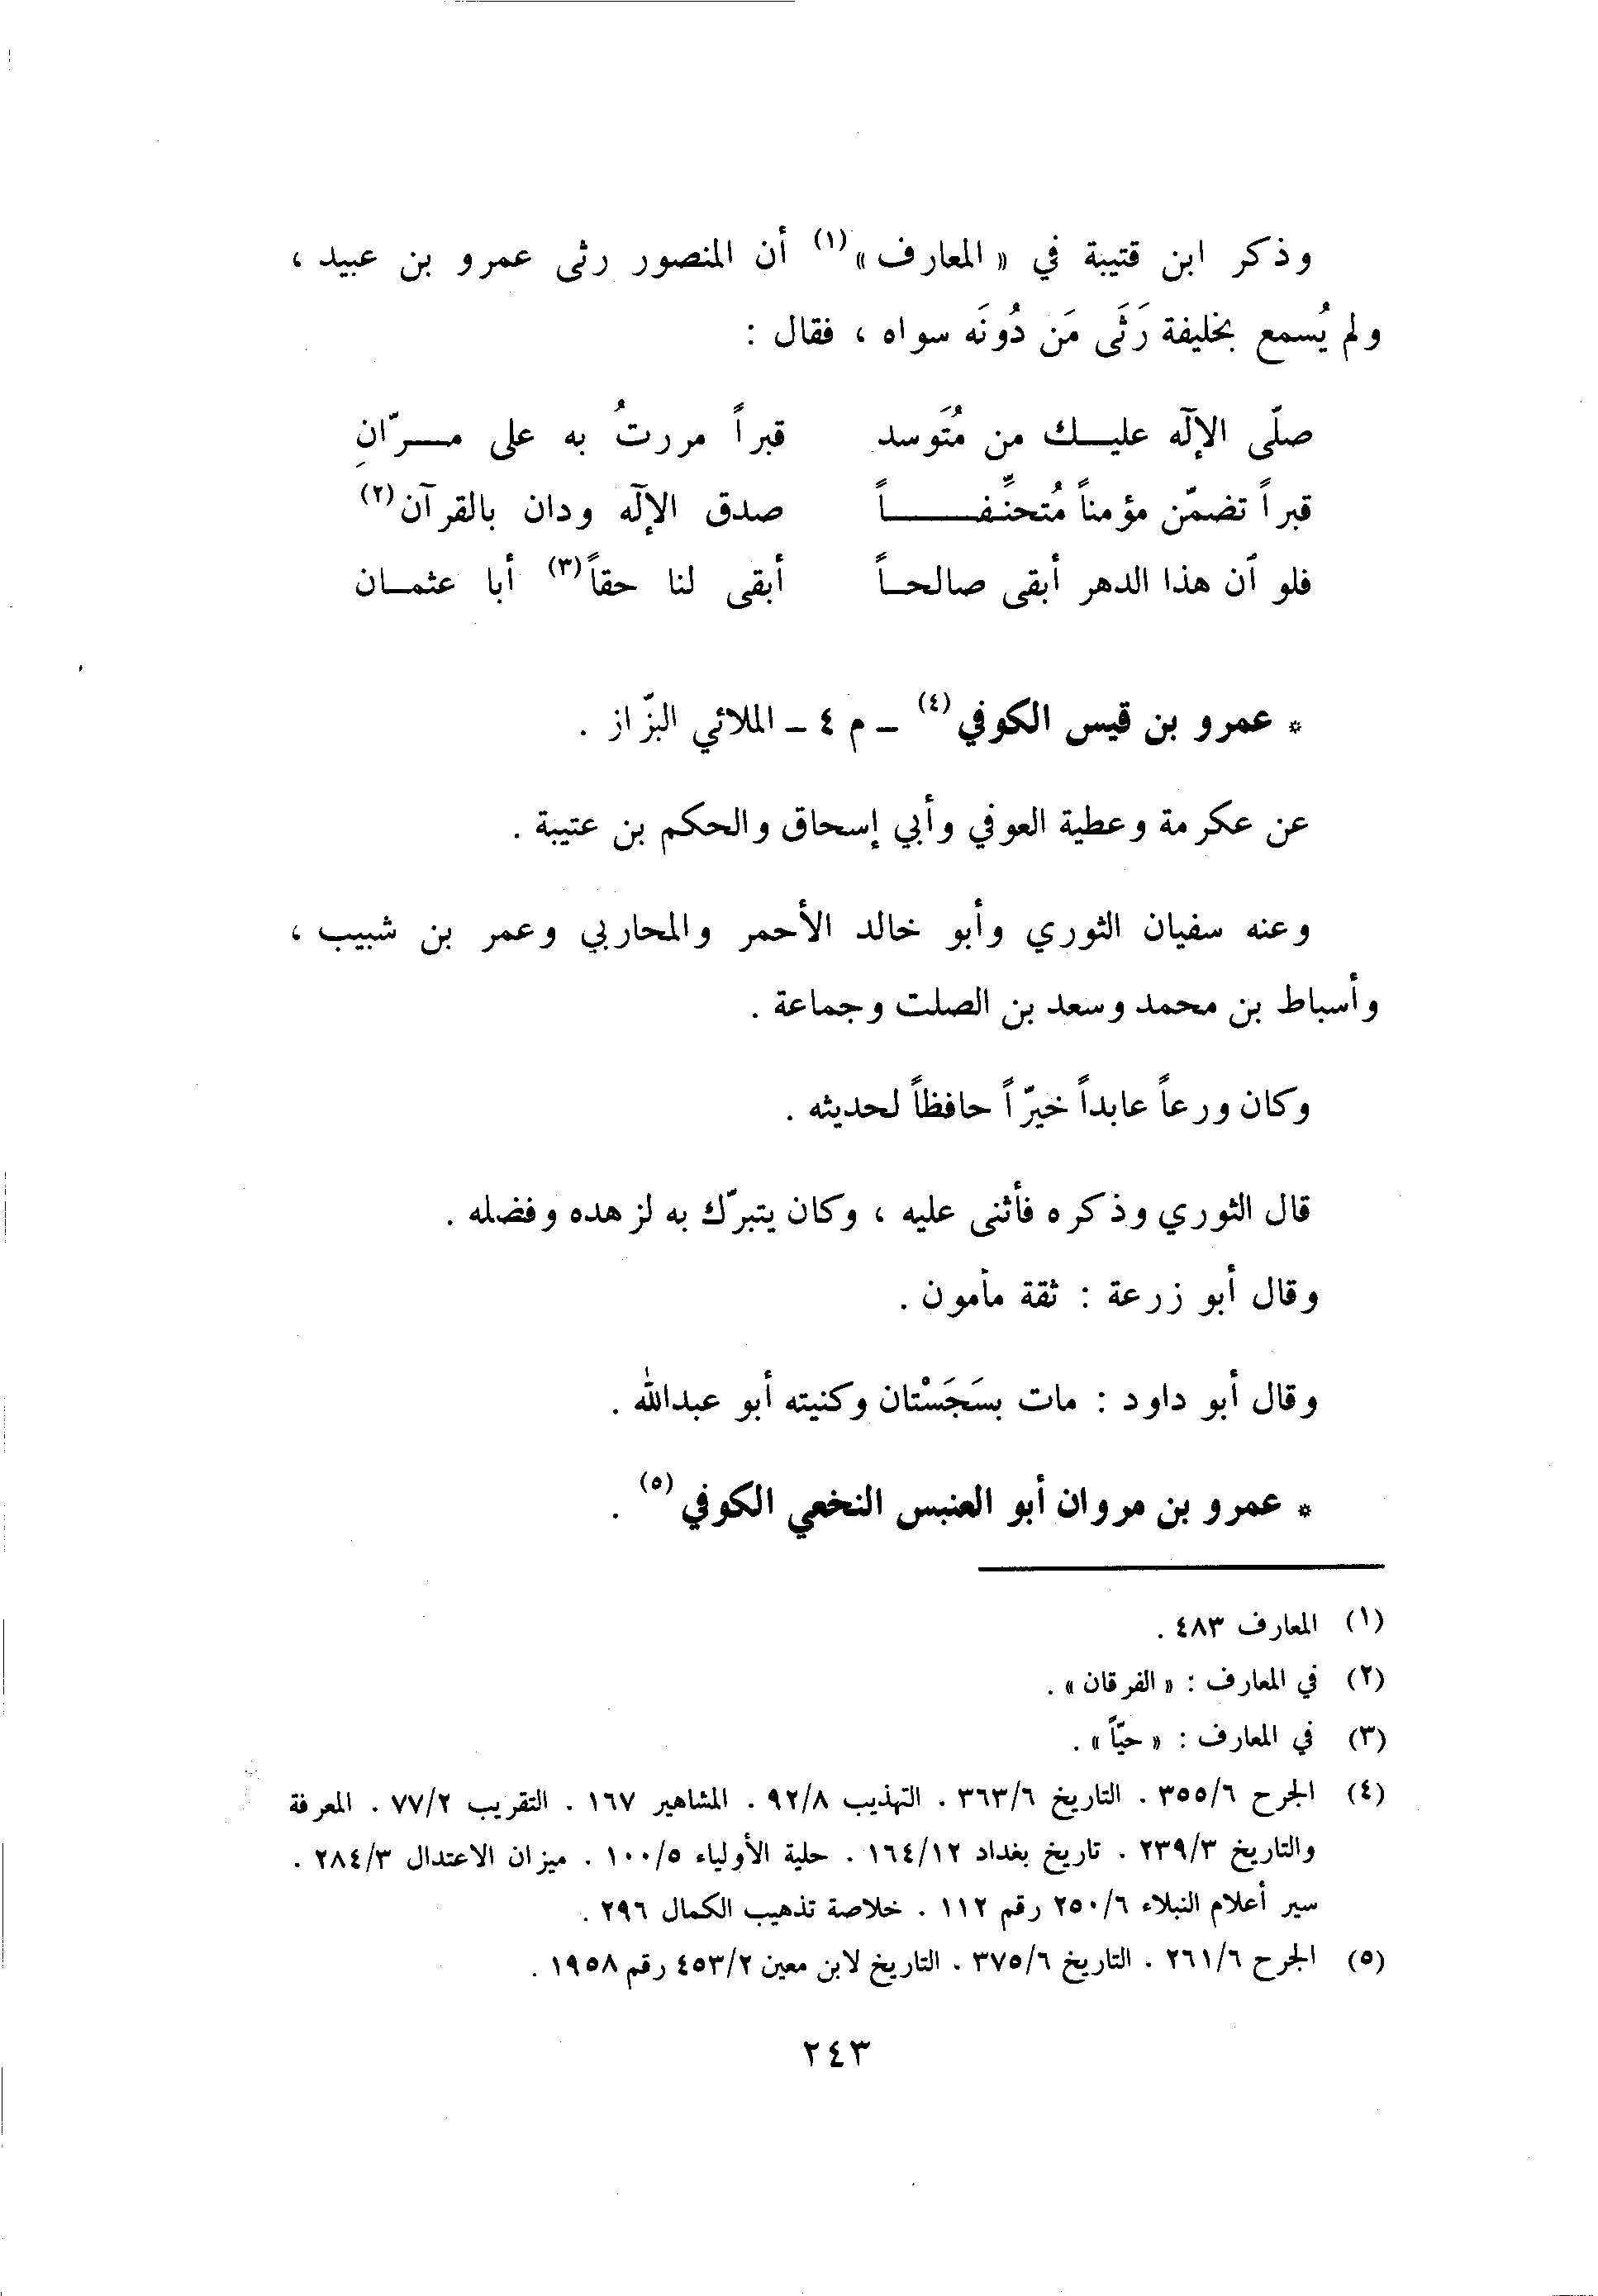 وذكر ابن قتيبة في «المعارف»(١) أن المنصور رثى عمرو بن عبيد ،
ولم يُسمع بخليفة رَثَى مَن دُونَه سواه ، فقال :
صلّى الإلٓه عليـــك من مُتَوسد قبراً مررتُ به على مـــرّانِ
قبراً تضمّن مؤمناً مُتحنِّفـــــاً صدق الإلٓه ودان بالقرآن(٢)
فلو أن هذا الدهر أبقى صالحـاً أبقى لنا حقاً(٣) أبا عثمـان
* عمرو بن قيس الكوفي(٤) ـ م ٤ ـ الملائي البزّاز .
عن عكرمة وعطية العوفي وأبي إسحاق والحكم بن عتيبة .
وعنه سفيان الثوري وأبو خالد الأحمر والمحاربي وعمر بن شبيب ،
وأسباط بن محمد وسعد بن الصلت وجماعة .
وكان ورعاً عابداً خيرّاً حافظاً لحديثه .
قال الثوري وذكره فأثنى عليه ، وكان يتبرّك به لزهده وفضله .
وقال أبو زرعة : ثقة مأمون .
وقال أبو داود : مات بسَجَسْتان وكنيته أبو عبدالله .
* عمرو بن مروان أبو العنبس النخعي الكوفي(٥) .
(١) المعارف ٤٨٣ .
(٢) في المعارف : «الفرقان» .
(٣) في المعارف : «حيّاً» .
(٤) الجرح ٣٥٥/٦ . التاريخ ٣٦٣/٦ . التهذيب ٩٢/٨ . المشاهير ١٦٧ . التقريب ٧٧/٢ . المعرفة
والتاريخ ٢٣٩/٣ . تاريخ بغداد ١٦٤/١٢ . حلية الأولياء ١٠٠/٥ . ميزان الاعتدال ٢٨٤/٣ .
سير أعلام النبلاء ٢٥٠/٦ رقم ١١٢ . خلاصة تذهيب الكمال ٢٩٦ .
(٥) الجرح ٢٦١/٦ . التاريخ ٣٧٥/٦ . التاريخ لابن معين ٤٥٣/٢ رقم ١٩٥٨ .
٢٤٣